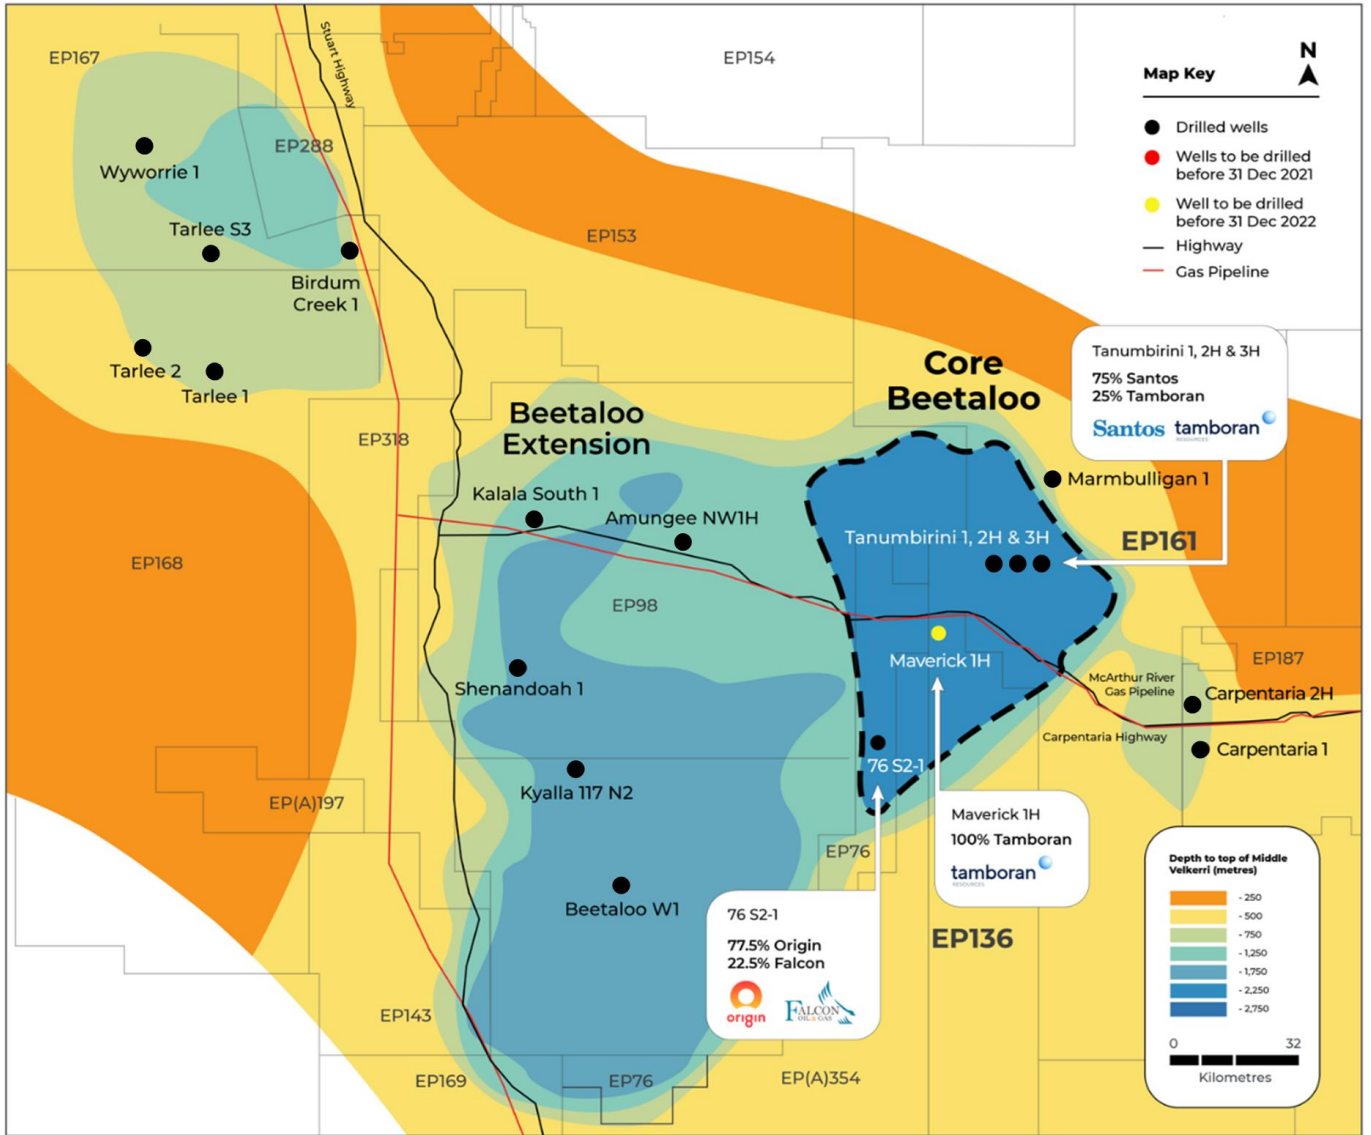 EP167
Stuart Highway
EP154
N
Map Key
Drilled wells
Wells to be drilled
before 31 Dec 2021
Well to be drilled
before 31 Dec 2022
Highway
Gas Pipeline
EP288
Wyworrie 1
Tarlee S3
EP153
Birdum
Creek 1
Tarlee 2
Tarlee 1
Tanumbirini 1, 2H & 3H
75% Santos
25% Tamboran
Santos
tamboran
RESOURCES
Core
Beetaloo
Beetaloo
Extension
EP318
Kalala South 1
Amungee NW1H
Marmbulligan 1
Tanumbirini 1, 2H & 3H
EP161
EP168
EP98
Maverick 1H
EP187
Shenandoah 1
McArthur River
Gas Pipeline
Carpentaria 2H
Carpentaria Highway
Carpentaria 1
76 S2-1
Kyalla 117 N2
EP(A)197
Maverick 1H
100% Tamboran
tamboran
RESOURCES
EP76
Beetaloo W1
76 S2-1
77.5% Origin
22.5% Falcon
origin
FALCON
OIL & GAS
EP136
Depth to top of Middle
Velkerri (metres)
- 250
- 500
- 750
- 1,250
- 1,750
- 2,250
- 2,750
0 32
Kilometres
EP143
EP169
EP76
EP(A)354